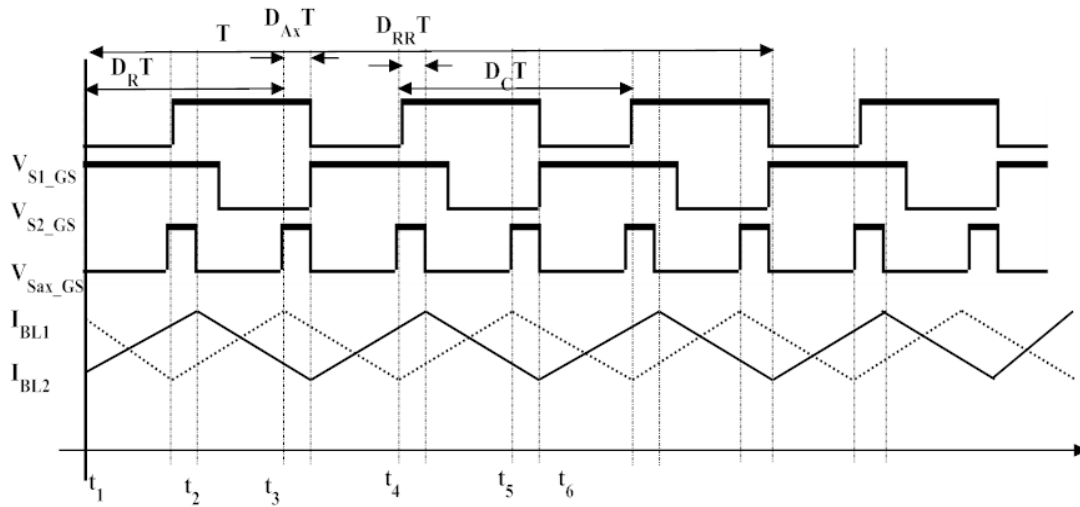 T
D_Ax T
D_RR T
D_R T
D_C T
V_S1_GS
V_S2_GS
V_Sax_GS
I_BL1
I_BL2
t_1 t_2 t_3 t_4 t_5 t_6